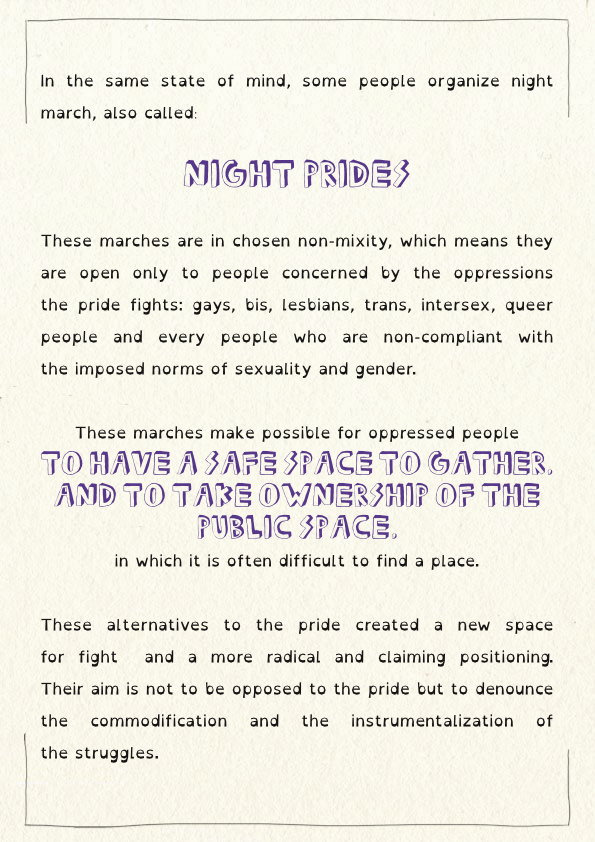 In the same state of mind, some people organize night
march, also called:
NIGHT PRIDES
These marches are in chosen non-mixity, which means they
are open only to people concerned by the oppressions
the pride fights: gays, bis, lesbians, trans, intersex, queer
people and every people who are non-compliant with
the imposed norms of sexuality and gender.
These marches make possible for oppressed people
TO HAVE A SAFE SPACE TO GATHER,
AND TO TAKE OWNERSHIP OF THE
PUBLIC SPACE,
in which it is often difficult to find a place.
These alternatives to the pride created a new space
for fight and a more radical and claiming positioning.
Their aim is not to be opposed to the pride but to denounce
the commodification and the instrumentalization of
the struggles.